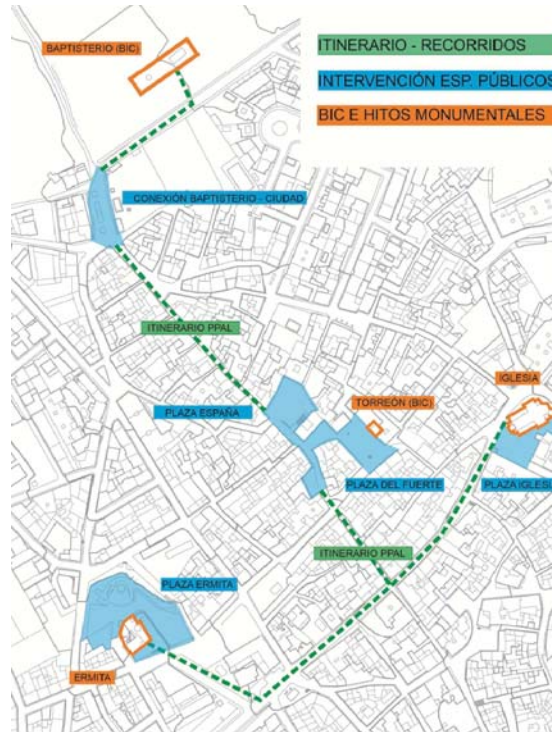 ITINERARIO - RECORRIDOS
INTERVENCIÓN ESP. PÚBLICOS
BIC E HITOS MONUMENTALES
BAPTISTERIO (BIC)
CONEXIÓN BAPTISTERIO - CIUDAD
ITINERARIO PPAL
IGLESIA
TORREÓN (BIC)
PLAZA ESPAÑA
PLAZA DEL FUERTE
PLAZA IGLESI
ITINERARIO PPAL
PLAZA ERMITA
ERMITA